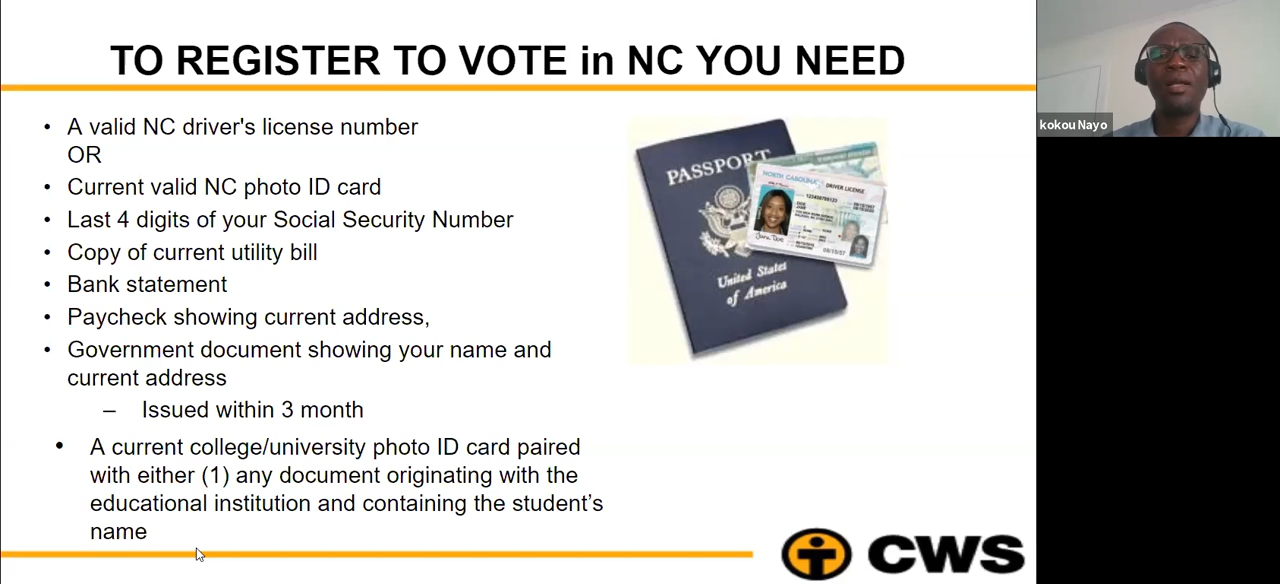 TO REGISTER TO VOTE in NC YOU NEED
• A valid NC driver's license number
OR
• Current valid NC photo ID card
• Last 4 digits of your Social Security Number
• Copy of current utility bill
• Bank statement
• Paycheck showing current address,
• Government document showing your name and
current address
– Issued within 3 month
• A current college/university photo ID card paired
with either (1) any document originating with the
educational institution and containing the student’s
name
PASSPORT
United States
of America
NORTH CAROLINA
DRIVER LICENSE
CWS
kokou Nayo